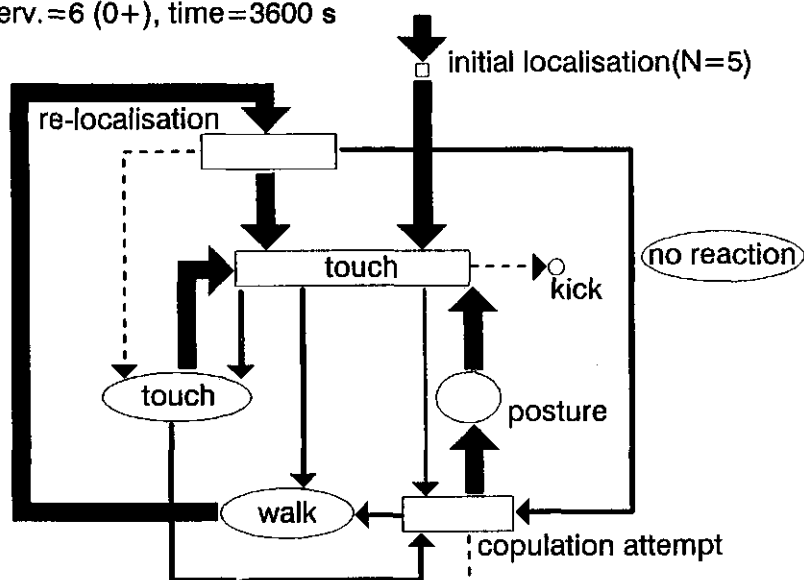 erv.=6 (0+), time=3600 s
initial localisation(N=5)
re-localisation
touch
no reaction
kick
touch
posture
walk
copulation attempt